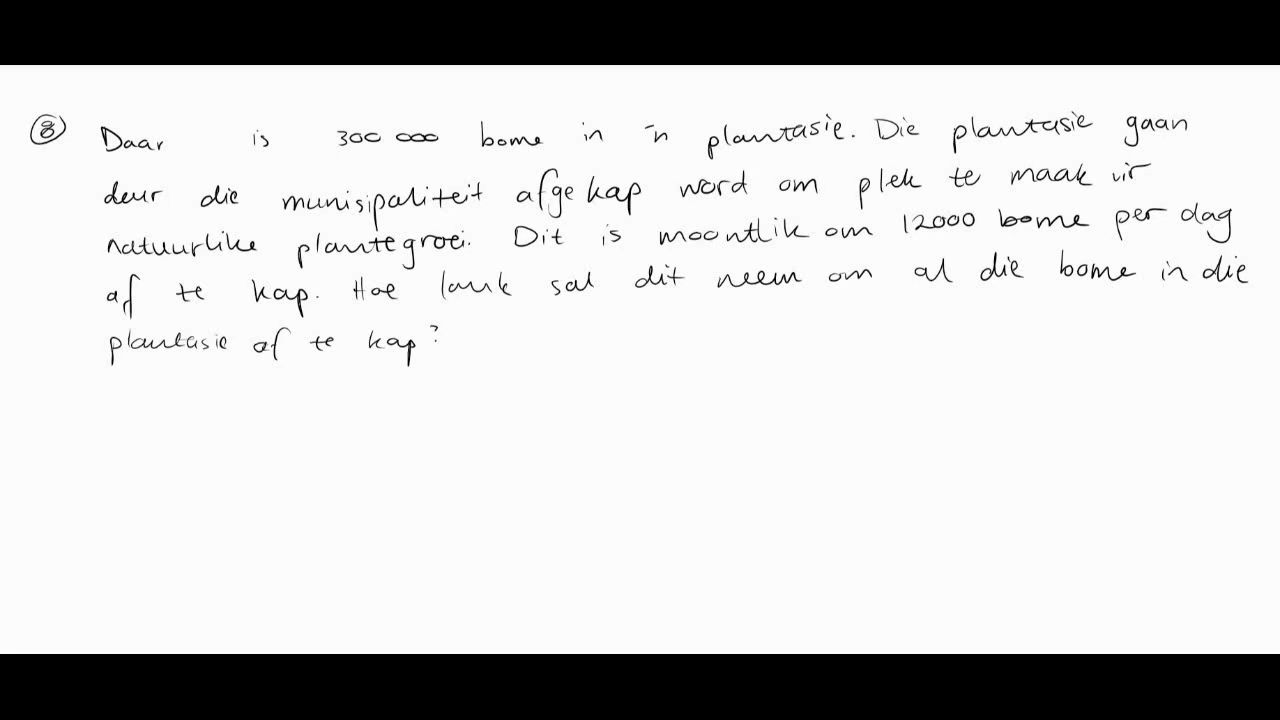 ⑧ Daar is 300 000 bome in 'n plantasie. Die plantasie gaan
deur die munisipaliteit afgekap word om plek te maak vir
natuurlike plantegroei. Dit is moontlik om 12000 bome per dag
af te kap. Hoe lank sal dit neem om al die bome in die
plantasie af te kap?